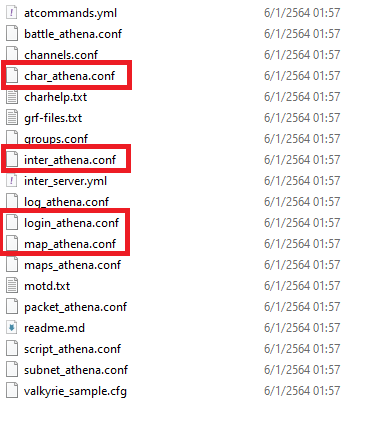 atcommands.yml 6/1/2564 01:57
battle_athena.conf 6/1/2564 01:57
channels.conf 6/1/2564 01:57
char_athena.conf 6/1/2564 01:57
charhelp.txt 6/1/2564 01:57
grf-files.txt 6/1/2564 01:57
groups.conf 6/1/2564 01:57
inter_athena.conf 6/1/2564 01:57
inter_server.yml 6/1/2564 01:57
log_athena.conf 6/1/2564 01:57
login_athena.conf 6/1/2564 01:57
map_athena.conf 6/1/2564 01:57
maps_athena.conf 6/1/2564 01:57
motd.txt 6/1/2564 01:57
packet_athena.conf 6/1/2564 01:57
readme.md 6/1/2564 01:57
script_athena.conf 6/1/2564 01:57
subnet_athena.conf 6/1/2564 01:57
valkyrie_sample.cfg 6/1/2564 01:57